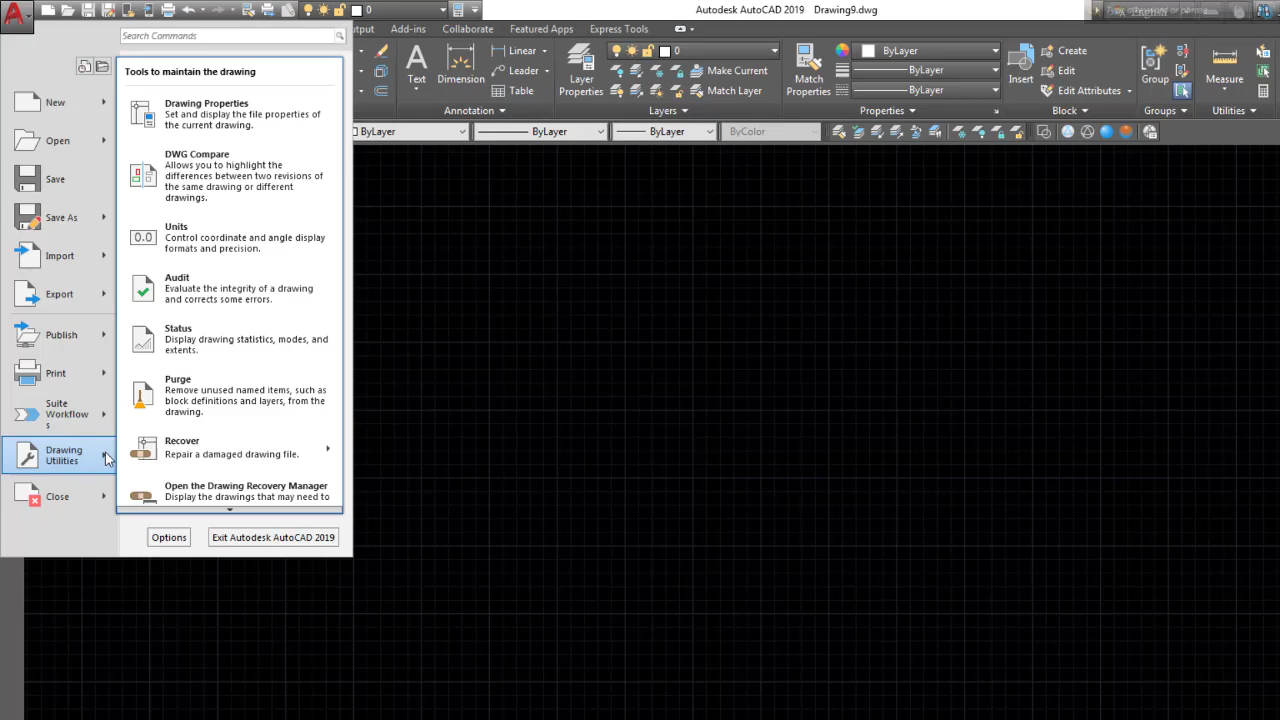 0
Autodesk AutoCAD 2019 Drawing9.dwg
Search Commands
Add-ins
Collaborate
Featured Apps
Express Tools
Tools to maintain the drawing
Drawing Properties
Set and display the file properties of
the current drawing.
DWG Compare
Allows you to highlight the
differences between two revisions of
the same drawing or different
drawings.
Units
Control coordinate and angle display
formats and precision.
Audit
Evaluate the integrity of a drawing
and corrects some errors.
Status
Display drawing statistics, modes, and
extents.
Purge
Remove unused named items, such as
block definitions and layers, from the
drawing.
Recover
Repair a damaged drawing file.
Open the Drawing Recovery Manager
Display the drawings that may need to
New
Open
Save
Save As
Import
Export
Publish
Print
Suite
Workflow
s
Drawing
Utilities
Close
Options
Exit Autodesk AutoCAD 2019
Text
Dimension
Linear
Leader
Table
Annotation
Layer
Properties
0
Make Current
Match Layer
Layers
Match
Properties
ByLayer
ByLayer
ByLayer
Properties
Insert
Create
Edit
Edit Attributes
Block
Group
Groups
Measure
Utilities
ByLayer
ByLayer
ByLayer
ByColor